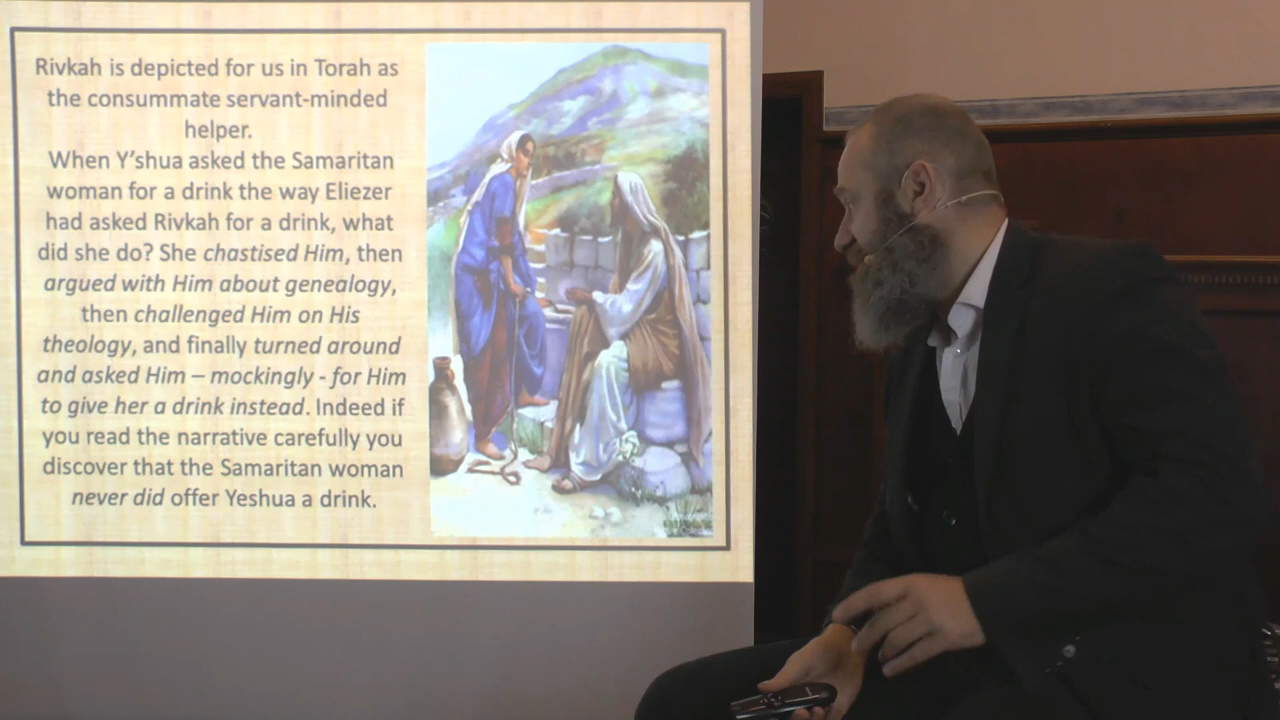 Rivkah is depicted for us in Torah as
the consummate servant-minded
helper.
When Y’shua asked the Samaritan
woman for a drink the way Eliezer
had asked Rivkah for a drink, what
did she do? She chastised Him, then
argued with Him about genealogy,
then challenged Him on His
theology, and finally turned around
and asked Him – mockingly - for Him
to give her a drink instead. Indeed if
you read the narrative carefully you
discover that the Samaritan woman
never did offer Yeshua a drink.